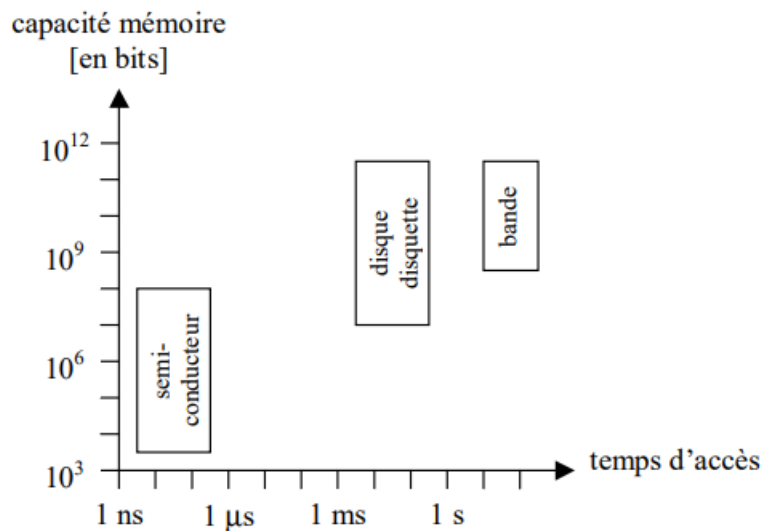 capacité mémoire
[en bits]
10¹²
10⁹
10⁶
10³
disque
disquette
bande
semi-
conducteur
temps d'accès
1 ns
1 µs
1 ms
1 s